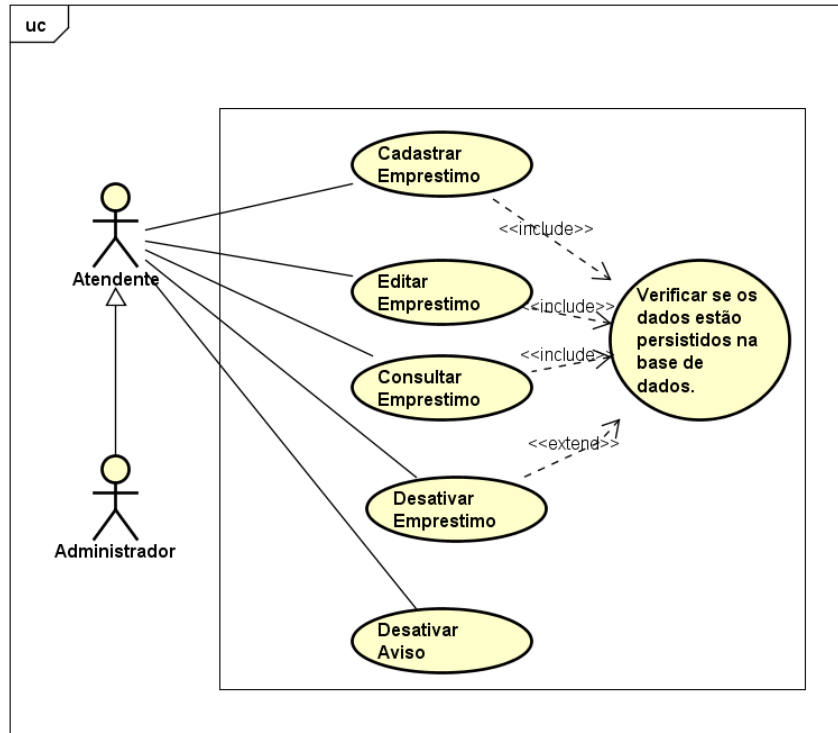 uc
Cadastrar
Emprestimo
<<include>>
Atendente
Editar
Emprestimo
<<include>>
Verificar se os
dados estão
persistidos na
base de
dados.
<<include>>
Consultar
Emprestimo
<<extend>>
Desativar
Emprestimo
Administrador
Desativar
Aviso